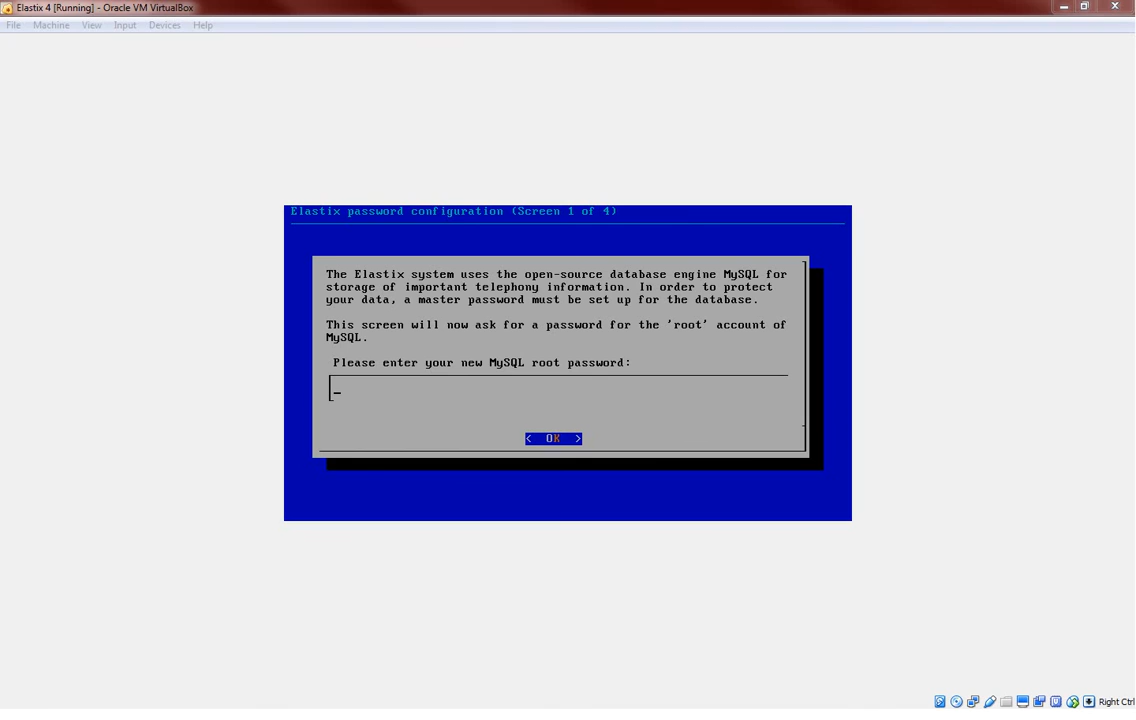 Elastix 4 [Running] - Oracle VM VirtualBox
File Machine View Input Devices Help
Elastix password configuration (Screen 1 of 4)
The Elastix system uses the open-source database engine MySQL for
storage of important telephony information. In order to protect
your data, a master password must be set up for the database.
This screen will now ask for a password for the 'root' account of
MySQL.
Please enter your new MySQL root password:
< OK >
Right Ctrl